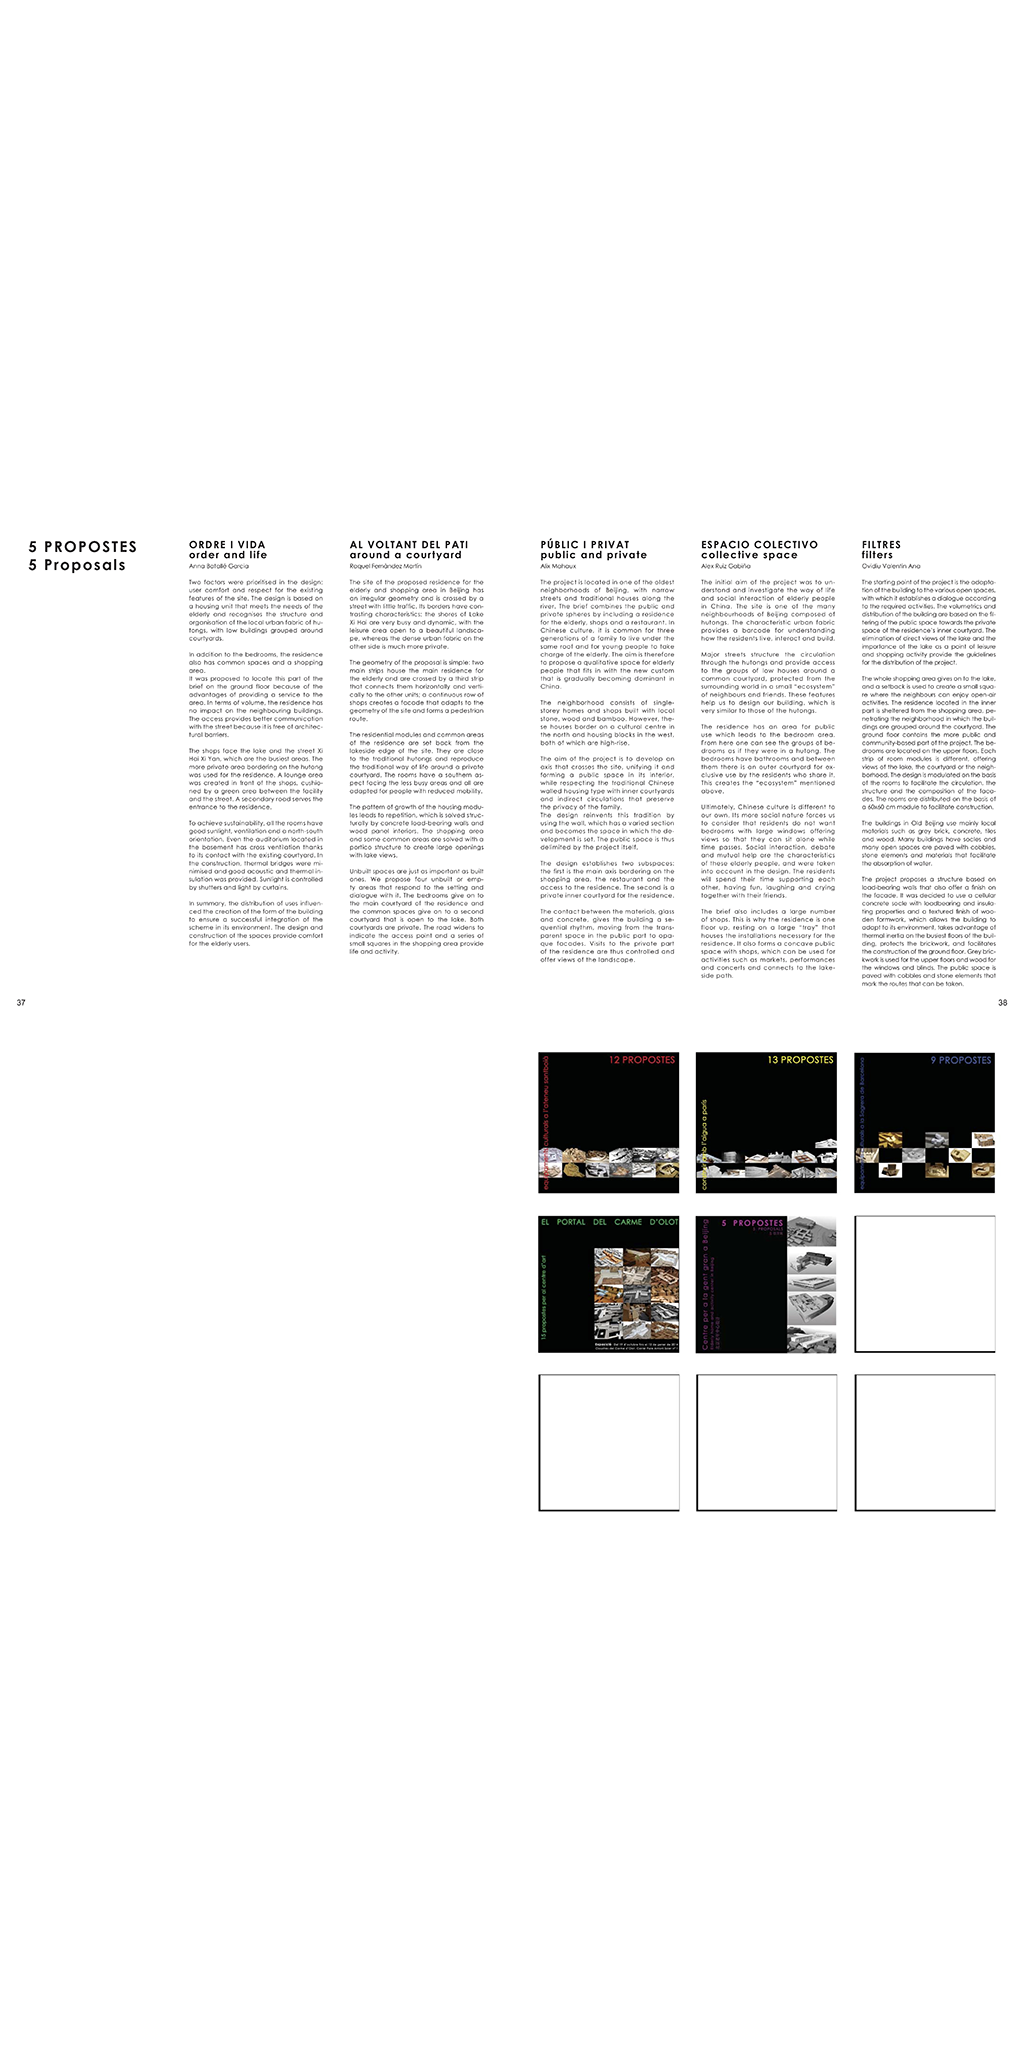 5 PROPOSTES
5 Proposals
ORDRE I VIDA
order and life
Anna Batallé Garcia
Two factors were prioritised in the design:
user comfort and respect for the existing
features of the site. The design is based on
a housing unit that meets the needs of the
elderly and recognises the structure and
organisation of the local urban fabric of hu-
tongs, with low buildings grouped around
courtyards.
In addition to the bedrooms, the residence
also has common spaces and a shopping
area.
It was proposed to locate this part of the
brief on the ground floor because of the
advantages of providing a service to the
area. In terms of volume, the residence has
no impact on the neighbouring buildings.
The access provides better communication
with the street because it is free of architec-
tural barriers.
The shops face the lake and the street Xi
Hai Xi Yan, which are the busiest areas. The
more private area bordering on the hutong
was used for the residence. A lounge area
was created in front of the shops, cushio-
ned by a green area between the facility
and the street. A secondary road serves the
entrance to the residence.
To achieve sustainability, all the rooms have
good sunlight, ventilation and a north-south
orientation. Even the auditorium located in
the basement has cross ventilation thanks
to its contact with the existing courtyard. In
the construction, thermal bridges were mi-
nimised and good acoustic and thermal in-
sulation was provided. Sunlight is controlled
by shutters and light by curtains.
In summary, the distribution of uses influen-
ced the creation of the form of the building
to ensure a successful integration of the
scheme in its environment. The design and
construction of the spaces provide comfort
for the elderly users.
AL VOLTANT DEL PATI
around a courtyard
Raquel Fernández Martín
The site of the proposed residence for the
elderly and shopping area in Beijing has
an irregular geometry and is crossed by a
street with little traffic. Its borders have con-
trasting characteristics: the shores of Lake
Xi Hai are very busy and dynamic, with the
leisure area open to a beautiful landsca-
pe, whereas the dense urban fabric on the
other side is much more private.
The geometry of the proposal is simple: two
main strips house the main residence for
the elderly and are crossed by a third strip
that connects them horizontally and verti-
cally to the other units; a continuous row of
shops creates a facade that adapts to the
geometry of the site and forms a pedestrian
route.
The residential modules and common areas
of the residence are set back from the
lakeside edge of the site. They are close
to the traditional hutongs and reproduce
the traditional way of life around a private
courtyard. The rooms have a southern as-
pect facing the less busy areas and all are
adapted for people with reduced mobility.
The pattern of growth of the housing modu-
les leads to repetition, which is solved struc-
turally by concrete load-bearing walls and
wood panel interiors. The shopping area
and some common areas are solved with a
portico structure to create large openings
with lake views.
Unbuilt spaces are just as important as built
ones. We propose four unbuilt or emp-
ty areas that respond to the setting and
dialogue with it. The bedrooms give on to
the main courtyard of the residence and
the common spaces give on to a second
courtyard that is open to the lake. Both
courtyards are private. The road widens to
indicate the access point and a series of
small squares in the shopping area provide
life and activity.
PÚBLIC I PRIVAT
public and private
Alix Mahaux
The project is located in one of the oldest
neighborhoods of Beijing, with narrow
streets and traditional houses along the
river. The brief combines the public and
private spheres by including a residence
for the elderly, shops and a restaurant. In
Chinese culture, it is common for three
generations of a family to live under the
same roof and for young people to take
charge of the elderly. The aim is therefore
to propose a qualitative space for elderly
people that fits in with the new custom
that is gradually becoming dominant in
China.
The neighborhood consists of single-
storey homes and shops built with local
stone, wood and bamboo. However, the-
se houses border on a cultural centre in
the north and housing blocks in the west,
both of which are high-rise.
The aim of the project is to develop an
axis that crosses the site, unifying it and
forming a public space in its interior,
while respecting the traditional Chinese
walled housing type with inner courtyards
and indirect circulations that preserve
the privacy of the family.
The design reinvents this tradition by
using the wall, which has a varied section
and becomes the space in which the de-
velopment is set. The public space is thus
delimited by the project itself.
The design establishes two subspaces:
the first is the main axis bordering on the
shopping area, the restaurant and the
access to the residence. The second is a
private inner courtyard for the residence.
The contact between the materials, glass
and concrete, gives the building a se-
quential rhythm, moving from the trans-
parent space in the public part to opa-
que facades. Visits to the private part
of the residence are thus controlled and
offer views of the landscape.
ESPACIO COLECTIVO
collective space
Alex Ruiz Gabiña
The initial aim of the project was to un-
derstand and investigate the way of life
and social interaction of elderly people
in China. The site is one of the many
neighbourhoods of Beijing composed of
hutongs. The characteristic urban fabric
provides a barcode for understanding
how the residents live, interact and build.
Major streets structure the circulation
through the hutongs and provide access
to the groups of low houses around a
common courtyard, protected from the
surrounding world in a small "ecosystem"
of neighbours and friends. These features
help us to design our building, which is
very similar to those of the hutongs.
The residence has an area for public
use which leads to the bedroom area.
From here one can see the groups of be-
drooms as if they were in a hutong. The
bedrooms have bathrooms and between
them there is an outer courtyard for ex-
clusive use by the residents who share it.
This creates the "ecosystem" mentioned
above.
Ultimately, Chinese culture is different to
our own. Its more social nature forces us
to consider that residents do not want
bedrooms with large windows offering
views so that they can sit alone while
time passes. Social interaction, debate
and mutual help are the characteristics
of these elderly people, and were taken
into account in the design. The residents
will spend their time supporting each
other, having fun, laughing and crying
together with their friends.
The brief also includes a large number
of shops. This is why the residence is one
floor up, resting on a large "tray" that
houses the installations necessary for the
residence. It also forms a concave public
space with shops, which can be used for
activities such as markets, performances
and concerts and connects to the lake-
side path.
FILTRES
filters
Ovidiu Valentin Ana
The starting point of the project is the adapta-
tion of the building to the various open spaces,
with which it establishes a dialogue according
to the required activities. The volumetrics and
distribution of the building are based on the fil-
tering of the public space towards the private
space of the residence's inner courtyard. The
elimination of direct views of the lake and the
importance of the lake as a point of leisure
and shopping activity provide the guidelines
for the distribution of the project.
The whole shopping area gives on to the lake,
and a setback is used to create a small squa-
re where the neighbours can enjoy open-air
activities. The residence located in the inner
part is sheltered from the shopping area, pe-
netrating the neighborhood in which the buil-
dings are grouped around the courtyard. The
ground floor contains the more public and
community-based part of the project. The be-
drooms are located on the upper floors. Each
strip of room modules is different, offering
views of the lake, the courtyard or the neigh-
borhood. The design is modulated on the basis
of the rooms to facilitate the circulation, the
structure and the composition of the faca-
des. The rooms are distributed on the basis of
a 60x60 cm module to facilitate construction.
The buildings in Old Beijing use mainly local
materials such as grey brick, concrete, tiles
and wood. Many buildings have socles and
many open spaces are paved with cobbles,
stone elements and materials that facilitate
the absorption of water.
The project proposes a structure based on
load-bearing walls that also offer a finish on
the facade. It was decided to use a cellular
concrete socle with loadbearing and insula-
ting properties and a textured finish of woo-
den formwork, which allows the building to
adapt to its environment, takes advantage of
thermal inertia on the busiest floors of the buil-
ding, protects the brickwork, and facilitates
the construction of the ground floor. Grey bric-
kwork is used for the upper floors and wood for
the windows and blinds. The public space is
paved with cobbles and stone elements that
mark the routes that can be taken.
37
38
12 PROPOSTES
culturals a l'ateneu santboià
13 PROPOSTES
amb l'aigua a parís
9 PROPOSTES
culturals a la Sagrera de Barcelona
EL PORTAL DEL CARME D'OLOT
15 propostes per al centre d'art
5 PROPOSTES
5 PROPOSALS
Centre per a la gent gran a Beijing